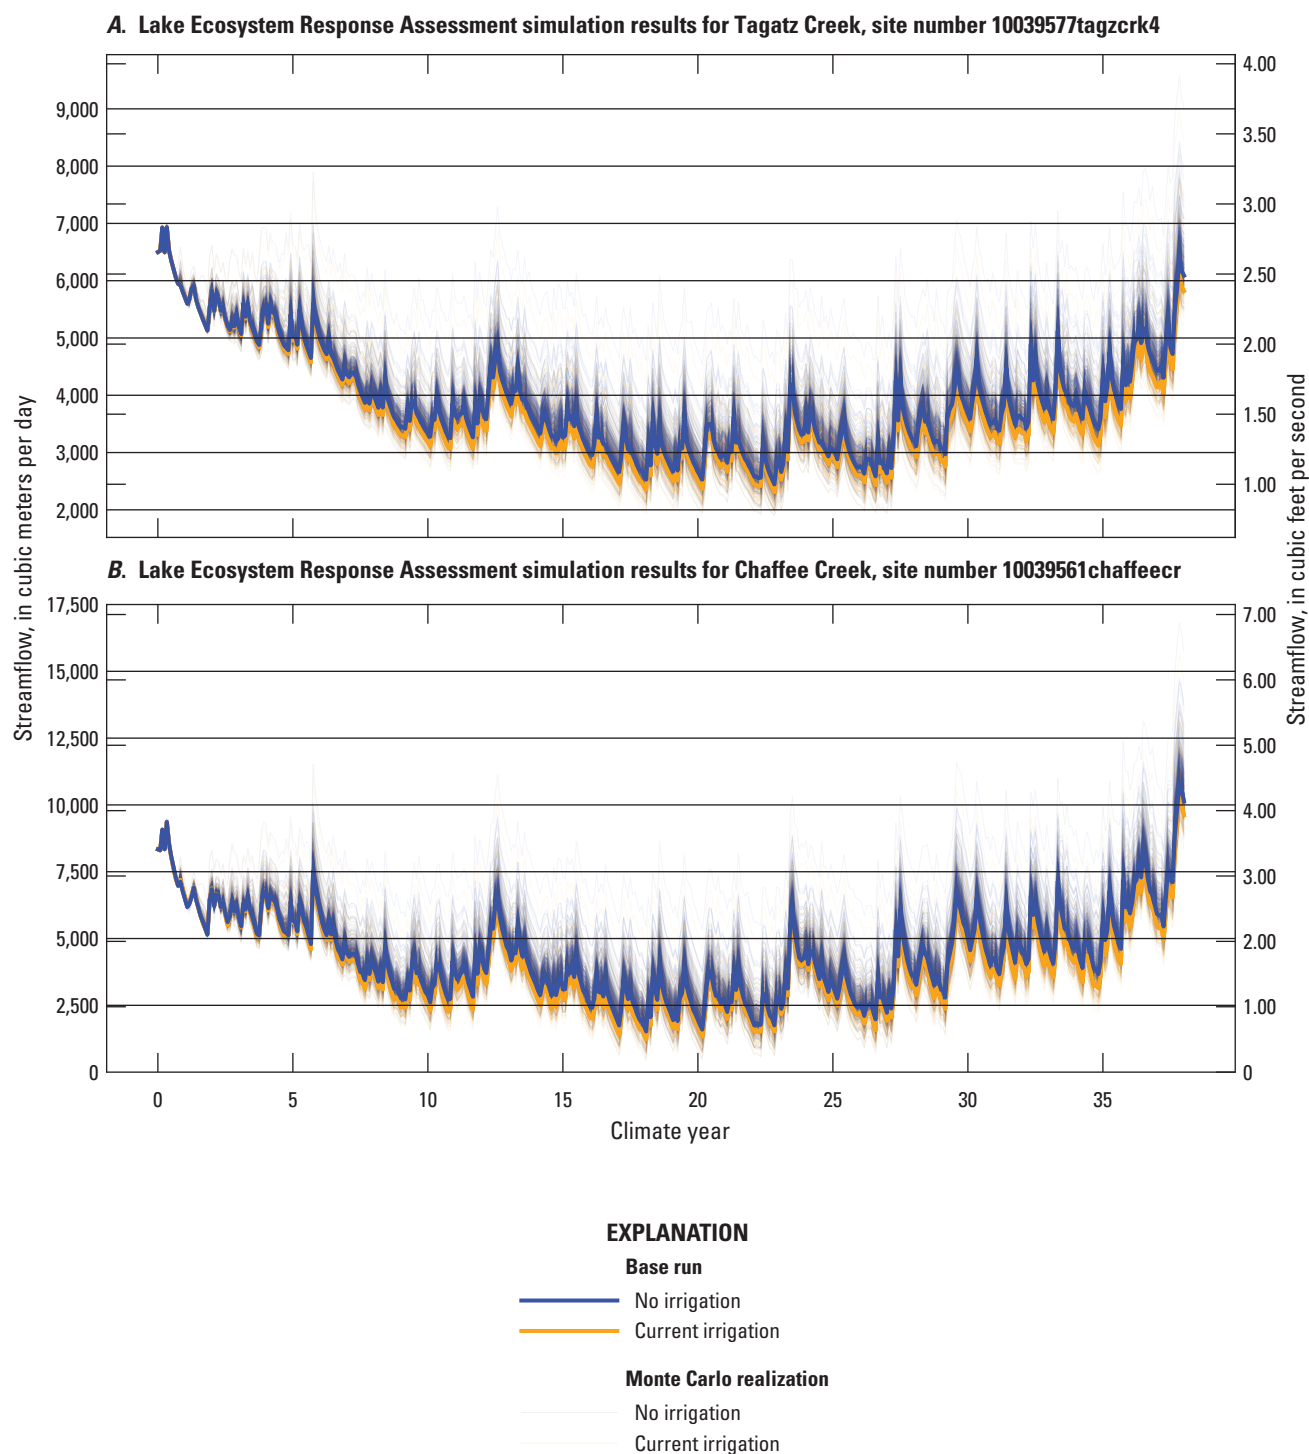 A. Lake Ecosystem Response Assessment simulation results for Tagatz Creek, site number 10039577tagzcrk4
9,000
8,000
7,000
6,000
5,000
4,000
3,000
2,000
4.00
3.50
3.00
2.50
2.00
1.50
1.00
B. Lake Ecosystem Response Assessment simulation results for Chaffee Creek, site number 10039561chaffeecr
17,500
15,000
12,500
10,000
7,500
5,000
2,500
0
7.00
6.00
5.00
4.00
3.00
2.00
1.00
0
Streamflow, in cubic meters per day
Streamflow, in cubic feet per second
0 5 10 15 20 25 30 35
Climate year
EXPLANATION
Base run
No irrigation
Current irrigation
Monte Carlo realization
No irrigation
Current irrigation